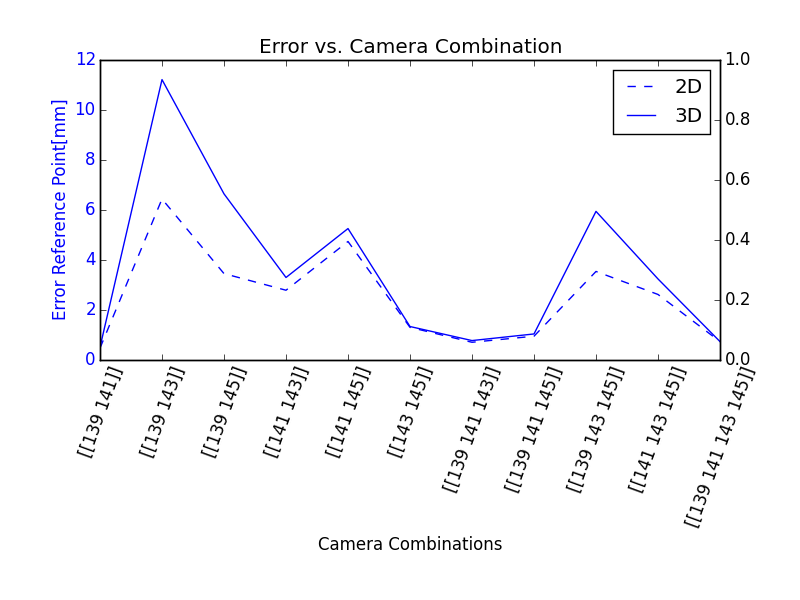 Error vs. Camera Combination
Error Reference Point[mm]
12
10
8
6
4
2
0
1.0
0.8
0.6
0.4
0.2
0.0
2D
3D
[[139 141]]
[[139 143]]
[[139 145]]
[[141 143]]
[[141 145]]
[[143 145]]
[[139 141 143]]
[[139 141 145]]
[[139 143 145]]
[[141 143 145]]
[[139 141 143 145]]
Camera Combinations